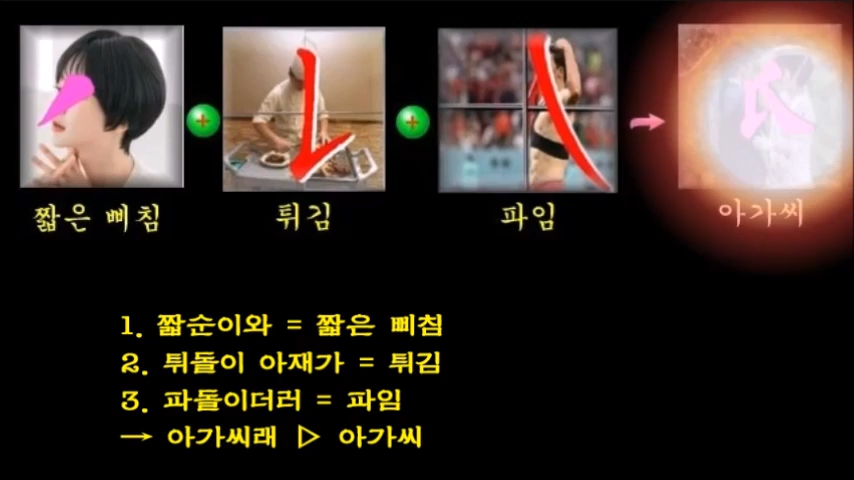 짧은 삐침 튀김 파임 아가씨
1. 짧순이와 = 짧은 삐침
2. 튀돌이 아재가 = 튀김
3. 파돌이더러 = 파임
→ 아가씨래 ▷ 아가씨